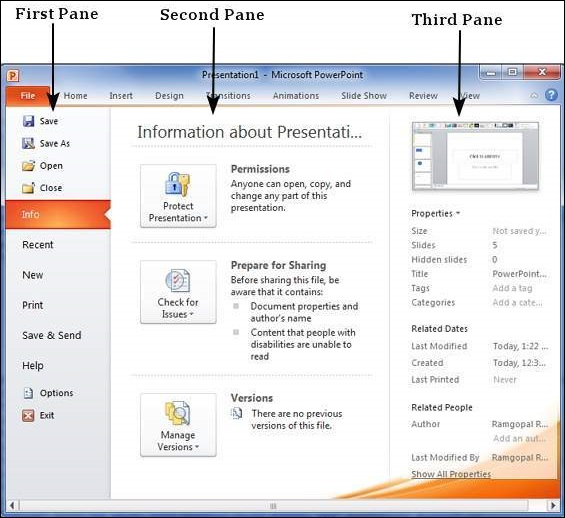 First Pane
Second Pane
Third Pane
Presentation1 - Microsoft PowerPoint
File
Home
Insert
Design
Transitions
Animations
Slide Show
Review
View
Save
Save As
Open
Close
Info
Recent
New
Print
Save & Send
Help
Options
Exit
Information about Presentati...
Protect
Presentation
Permissions
Anyone can open, copy, and
change any part of this
presentation.
Check for
Issues
Prepare for Sharing
Before sharing this file, be
aware that it contains:
Document properties and
author's name
Content that people with
disabilities are unable to
read
Manage
Versions
Versions
There are no previous
versions of this file.
Properties
Size Not saved y...
Slides 5
Hidden slides 0
Title PowerPoint...
Tags Add a tag
Categories Add a cate...
Related Dates
Last Modified Today, 1:22 ...
Created Today, 12:3...
Last Printed Never
Related People
Author Ramgopal R...
Add an aut...
Last Modified By Ramgopal R...
Show All Properties